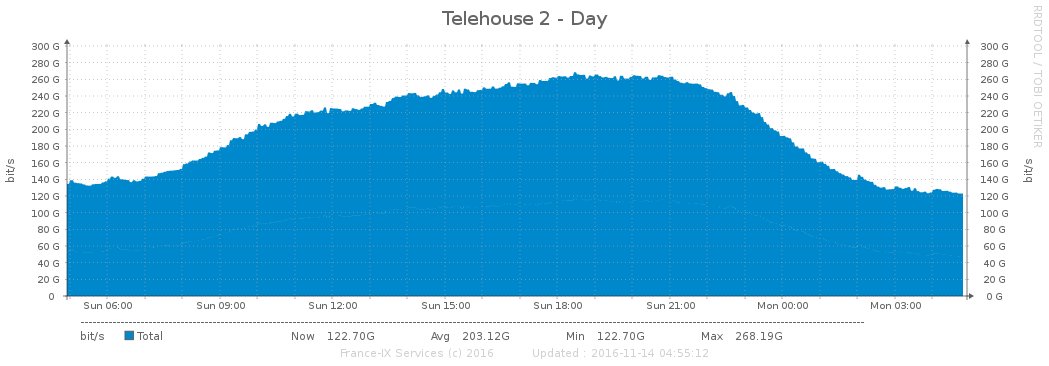 Telehouse 2 - Day
RRDTOOL / TOBI OETIKER
bit/s
300 G 300 G
280 G 280 G
260 G 260 G
240 G 240 G
220 G 220 G
200 G 200 G
180 G 180 G
160 G 160 G
140 G 140 G
120 G 120 G
100 G 100 G
80 G 80 G
60 G 60 G
40 G 40 G
20 G 20 G
0 0 G
bit/s
Sun 06:00 Sun 09:00 Sun 12:00 Sun 15:00 Sun 18:00 Sun 21:00 Mon 00:00 Mon 03:00
bit/s Total Now 122.70G Avg 203.12G Min 122.70G Max 268.19G
France-IX Services (c) 2016 Updated : 2016-11-14 04:55:12